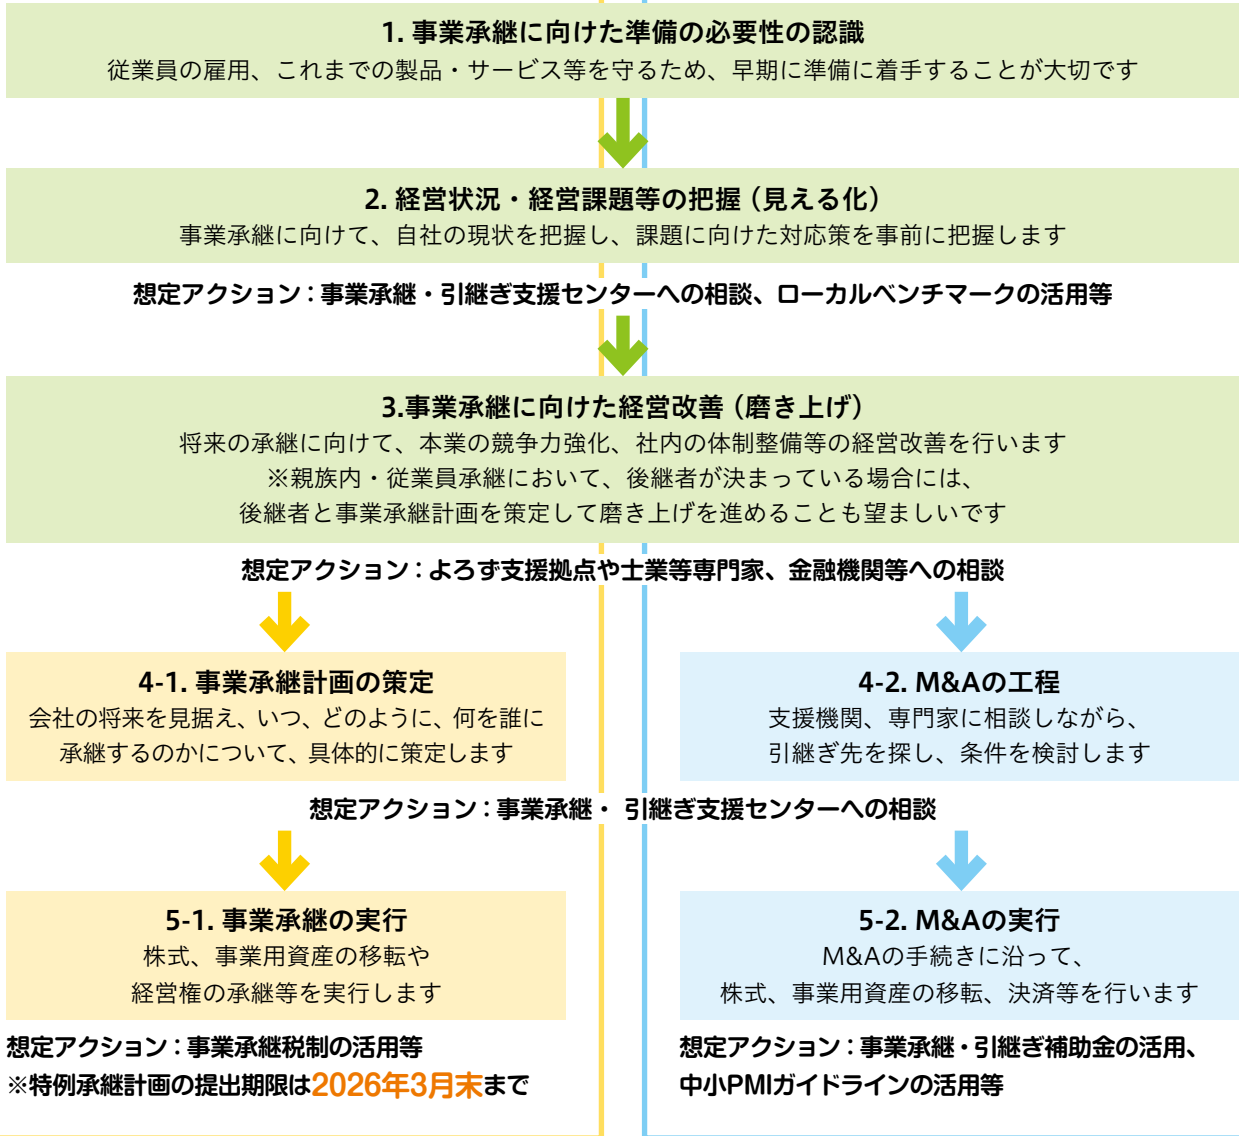 1. 事業承継に向けた準備の必要性の認識
従業員の雇用、これまでの製品・サービス等を守るため、早期に準備に着手することが大切です
2. 経営状況・経営課題等の把握（見える化）
事業承継に向けて、自社の現状を把握し、課題に向けた対応策を事前に把握します
想定アクション：事業承継・引継ぎ支援センターへの相談、ローカルベンチマークの活用等
3.事業承継に向けた経営改善（磨き上げ）
将来の承継に向けて、本業の競争力強化、社内の体制整備等の経営改善を行います
※親族内・従業員承継において、後継者が決まっている場合には、
後継者と事業承継計画を策定して磨き上げを進めることも望ましいです
想定アクション：よろず支援拠点や士業等専門家、金融機関等への相談
4-1. 事業承継計画の策定
会社の将来を見据え、いつ、どのように、何を誰に
承継するのかについて、具体的に策定します
4-2. M&Aの工程
支援機関、専門家に相談しながら、
引継ぎ先を探し、条件を検討します
想定アクション：事業承継・ 引継ぎ支援センターへの相談
5-1. 事業承継の実行
株式、事業用資産の移転や
経営権の承継等を実行します
5-2. M&Aの実行
M&Aの手続きに沿って、
株式、事業用資産の移転、決済等を行います
想定アクション：事業承継税制の活用等
※特例承継計画の提出期限は2026年3月末まで
想定アクション：事業承継・引継ぎ補助金の活用、
中小PMIガイドラインの活用等